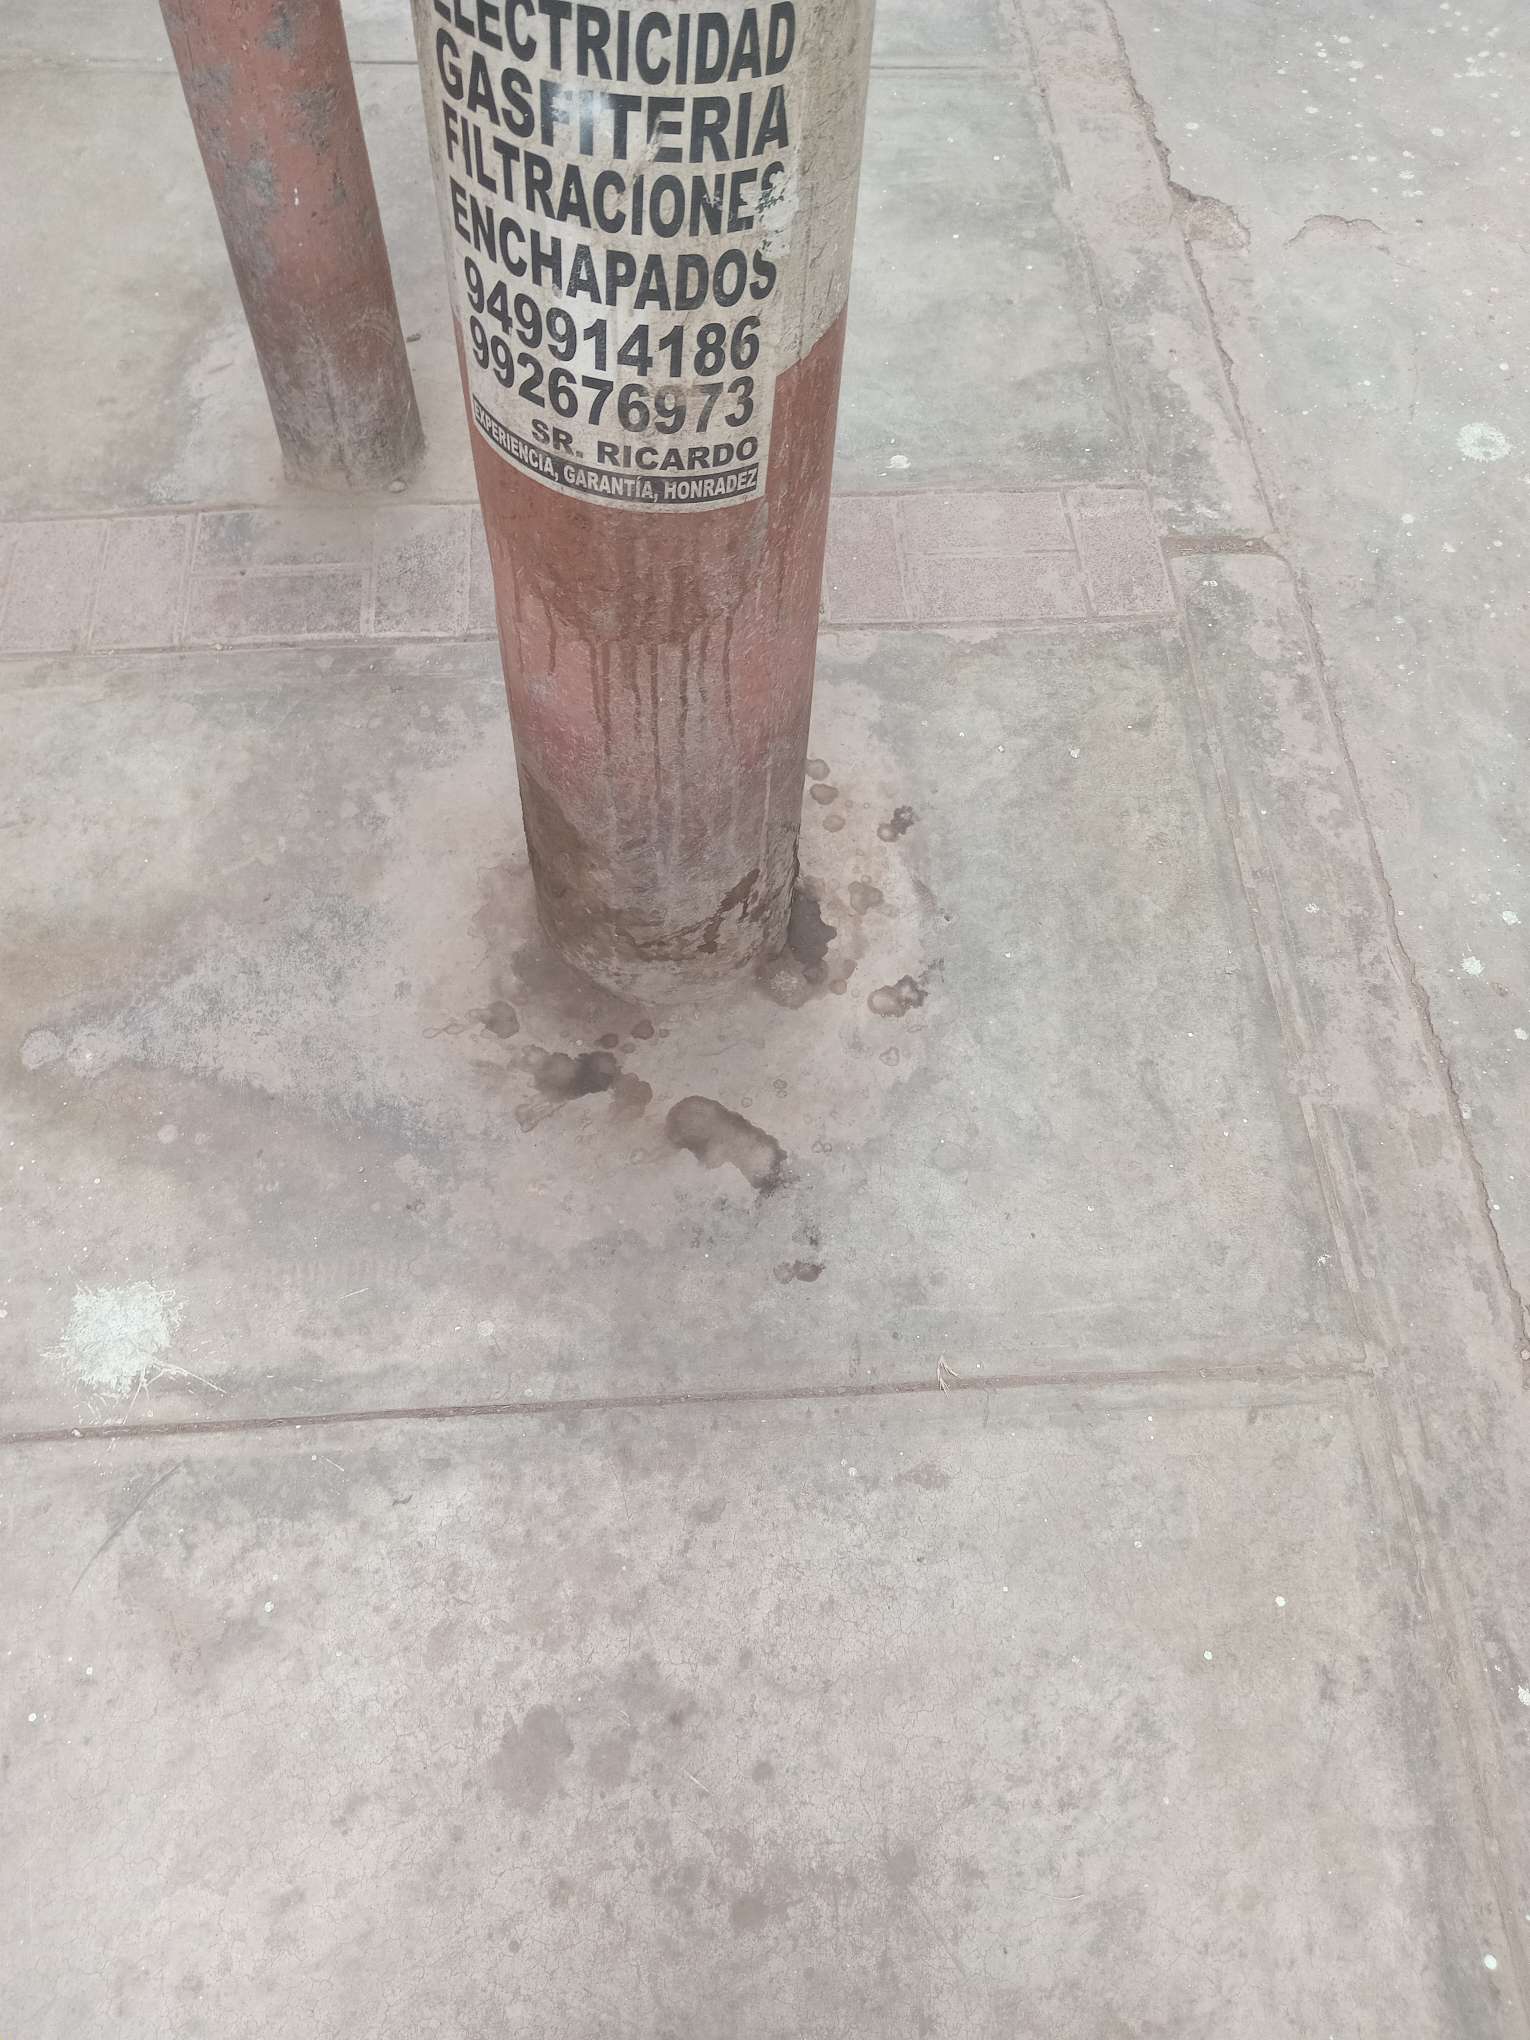 ELECTRICIDAD
GASFITERIA
FILTRACIONES
ENCHAPADOS
949914186
992676973
SR. RICARDO
EXPERIENCIA, GARANTÍA, HONRADEZ